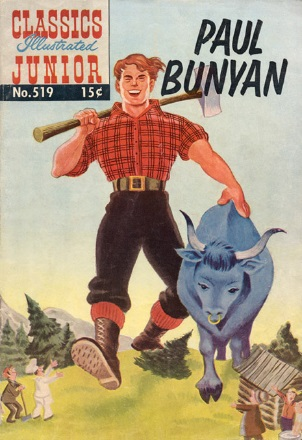 CLASSICS
Illustrated
JUNIOR
No.519 15¢
PAUL
BUNYAN